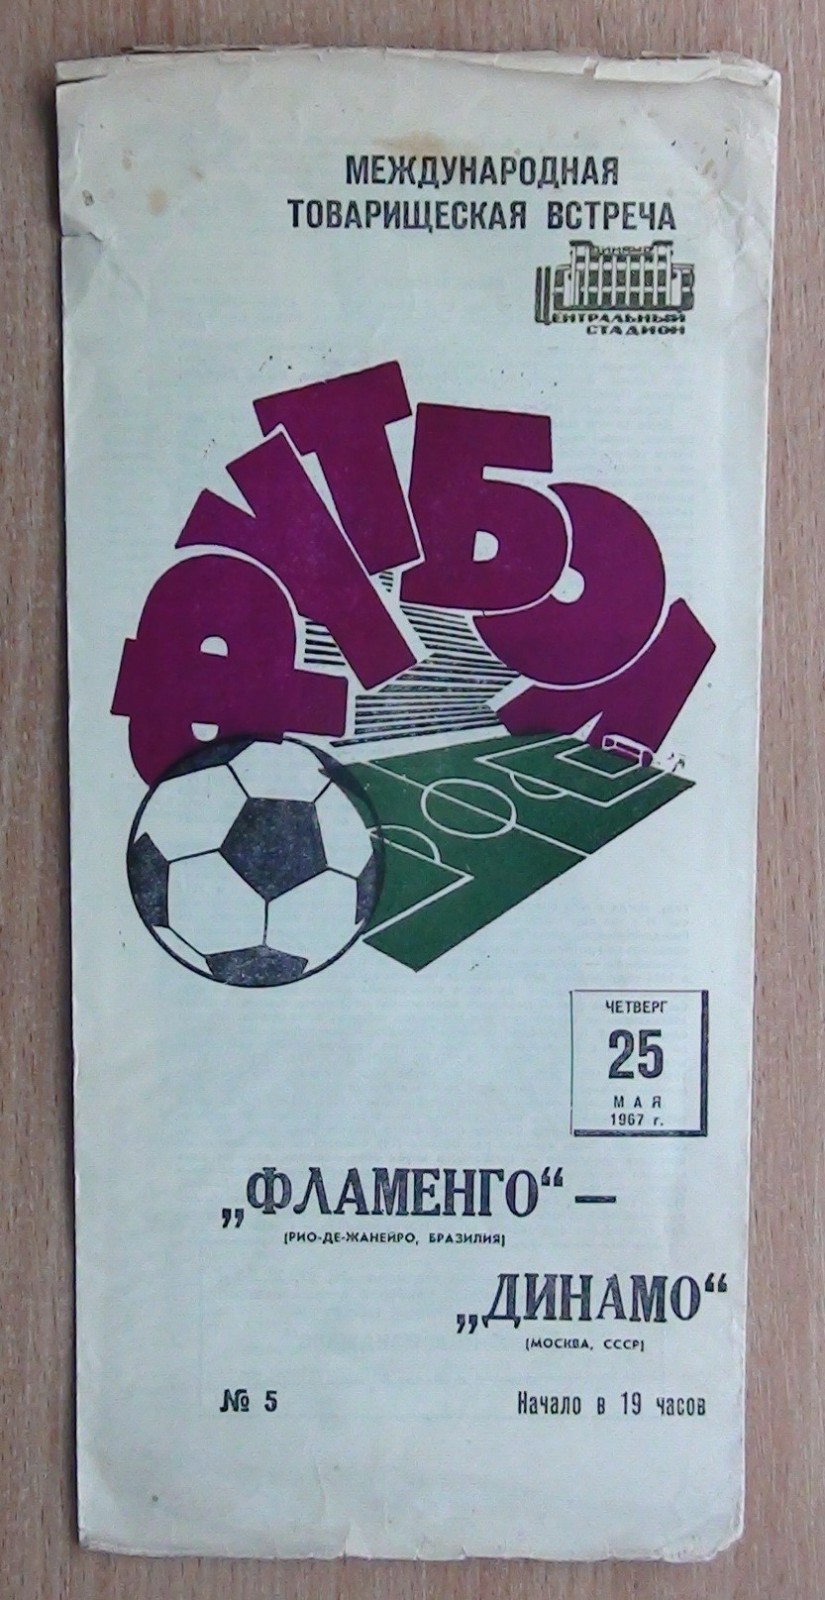 МЕЖДУНАРОДНАЯ
ТОВАРИЩЕСКАЯ ВСТРЕЧА
ДИНАМО
ЦЕНТРАЛЬНЫЙ
СТАДИОН
ФУТБОЛ
ЧЕТВЕРГ
25
МАЯ
1967 г.
„ФЛАМЕНГО“ —
(РИО-ДЕ-ЖАНЕЙРО, БРАЗИЛИЯ)
„ДИНАМО“
(МОСКВА, СССР)
№ 5 Начало в 19 часов